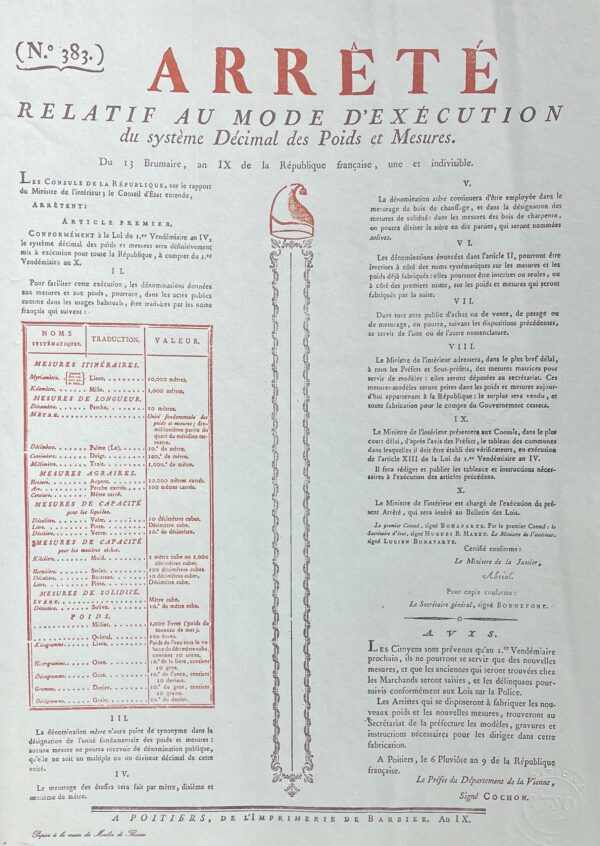 (N.º 383.)
ARRÊTÉ
RELATIF AU MODE D'EXÉCUTION
du système Décimal des Poids et Mesures.
Du 13 Brumaire, an IX de la République française, une et indivisible.
LES CONSULS DE LA RÉPUBLIQUE, sur le rapport
du Ministre de l'intérieur; le Conseil d'État entendu,
ARRÊTENT:
ARTICLE PREMIER.
CONFORMÉMENT à la Loi du 1.er Vendémiaire an IV,
le système décimal des poids et mesures sera définitivement
mis à exécution pour toute la République, à compter du 1.er
Vendémiaire an X.
II.
Pour faciliter cette exécution, les dénominations données
aux mesures et aux poids, pourront, dans les actes publics
comme dans les usages habituels, être traduites par les noms
français qui suivent:
NOMS SYSTÉMATIQUES. TRADUCTION. VALEUR.
MESURES ITINÉRAIRES.
Myriamètre. Lieue. 10,000 mètres.
Kilomètre. Mille. 1,000 mètres.
MESURES DE LONGUEUR.
Décamètre. Perche. 10 mètres.
MÈTRE. Unité fondamentale des
poids et mesures; dix-
millionième partie du
quart du méridien ter-
restre.
Décimètre. Palme (Le). 10.e de mètre.
Centimètre. Doigt. 100.e de mètre.
Millimètre. Trait. 1,000.e de mètre.
MESURES AGRAIRES.
Hectare. Arpent. 10,000 mètres carrés.
Are. Perche carrée. 100 mètres carrés.
Centiare. Mètre carré.
MESURES DE CAPACITÉ
pour les liquides.
Décalitre. Velte. 10 décimètres cubes.
Litre. Pinte. Décimètre cube.
Décilitre. Verre. 10.e de décimètre cube.
MESURES DE CAPACITÉ
pour les matières sèches.
Kilolitre. Muid. 1 mètre cube ou 1,000
décimètres cubes.
Hectolitre. Setier. 100 décimètres cubes.
Décalitre. Boisseau. 10 décimètres cubes.
Litre. Pinte. Décimètre cube.
MESURES DE SOLIDITÉ.
STÈRE. Mètre cube.
Décistère. Solive. 10.e de mètre cube.
POIDS.
Millier. 1,000 livres (poids du
tonneau de mer).
Quintal. 100 livres.
Kilogramme. Livre. Poids de l'eau sous le vo-
lume du décimètre cube,
contient 10 onces.
Hectogramme. Once. 10.e de la livre, contient
10 gros.
Décagramme. Gros. 10.e de l'once, contient
10 deniers.
Gramme. Denier. 10.e du gros, contient
10 grains.
Décigramme. Grain. 10.e du denier.
III.
La dénomination mètre n'aura point de synonyme dans la
désignation de l'unité fondamentale des poids et mesures:
aucune mesure ne pourra recevoir de dénomination publique,
qu'elle ne soit un multiple ou un diviseur décimal de cette
unité.
IV.
Le mesurage des étoffes sera fait par mètre, dixième et
centième de mètre.
V.
La dénomination stère continuera d'être employée dans le
mesurage du bois de chauffage, et dans la désignation des
mesures de solidité: dans les mesures des bois de charpente,
on pourra diviser le stère en dix parties, qui seront nommées
solives.
VI.
Les dénominations énoncées dans l'article II, pourront être
inscrites à côté des noms systématiques sur les mesures et les
poids déjà fabriqués: elles pourront être inscrites ou seules, ou
à côté des premiers noms, sur les poids et mesures qui seront
fabriqués par la suite.
VII.
Dans tout acte public d'achat ou de vente, de pesage ou
de mesurage, on pourra, suivant les dispositions précédentes,
se servir de l'une ou de l'autre nomenclature.
VIII.
Le Ministre de l'intérieur adressera, dans le plus bref délai,
à tous les Préfets et Sous-préfets, des mesures matrices pour
servir de modèles: elles seront déposées au secrétariat. Ces
mesures-modèles seront prises dans les poids et mesures aujour-
d'hui appartenant à la République: le surplus sera vendu, et
toute fabrication pour le compte du Gouvernement cessera.
IX.
Le Ministre de l'intérieur présentera aux Consuls, dans le plus
court délai, d'après l'avis des Préfets, le tableau des communes
dans lesquelles il doit être établi des vérificateurs, en exécution
de l'article XIII de la Loi du 1.er Vendémiaire an IV.
Il sera rédiger et publier les tableaux et instructions néces-
saires à l'exécution des articles précédens.
X.
Le Ministre de l'intérieur est chargé de l'exécution du pré-
sent Arrêté, qui sera inséré au Bulletin des Lois.
Le premier Consul, signé BONAPARTE. Par le premier Consul: le
Secrétaire d'état, signé HUGUES B. MARET. Le Ministre de l'intérieur,
signé LUCIEN BONAPARTE.
Certifié conforme:
Le Ministre de la Justice,
Abrial.
Pour copie conforme:
Le Secrétaire général, signé BONNEFONT.
AVIS.
LES Citoyens sont prévenus qu'au 1.er Vendémiaire
prochain, ils ne pourront se servir que des nouvelles
mesures, et que les anciennes qui seront trouvées chez
les Marchands seront saisies, et les délinquans pour-
suivis conformément aux Lois sur la Police.
Les Artistes qui se disposeront à fabriquer les nou-
veaux poids et les nouvelles mesures, trouveront au
Secrétariat de la préfecture les modèles, gravures et
instructions nécessaires pour les diriger dans cette
fabrication.
A Poitiers, le 6 Pluviôse an 9 de la République
française.
Le Préfet du Département de la Vienne,
Signé COCHON.
A POITIERS, DE L'IMPRIMERIE DE BARBIER. An IX.
Papier à la main du Moulin de